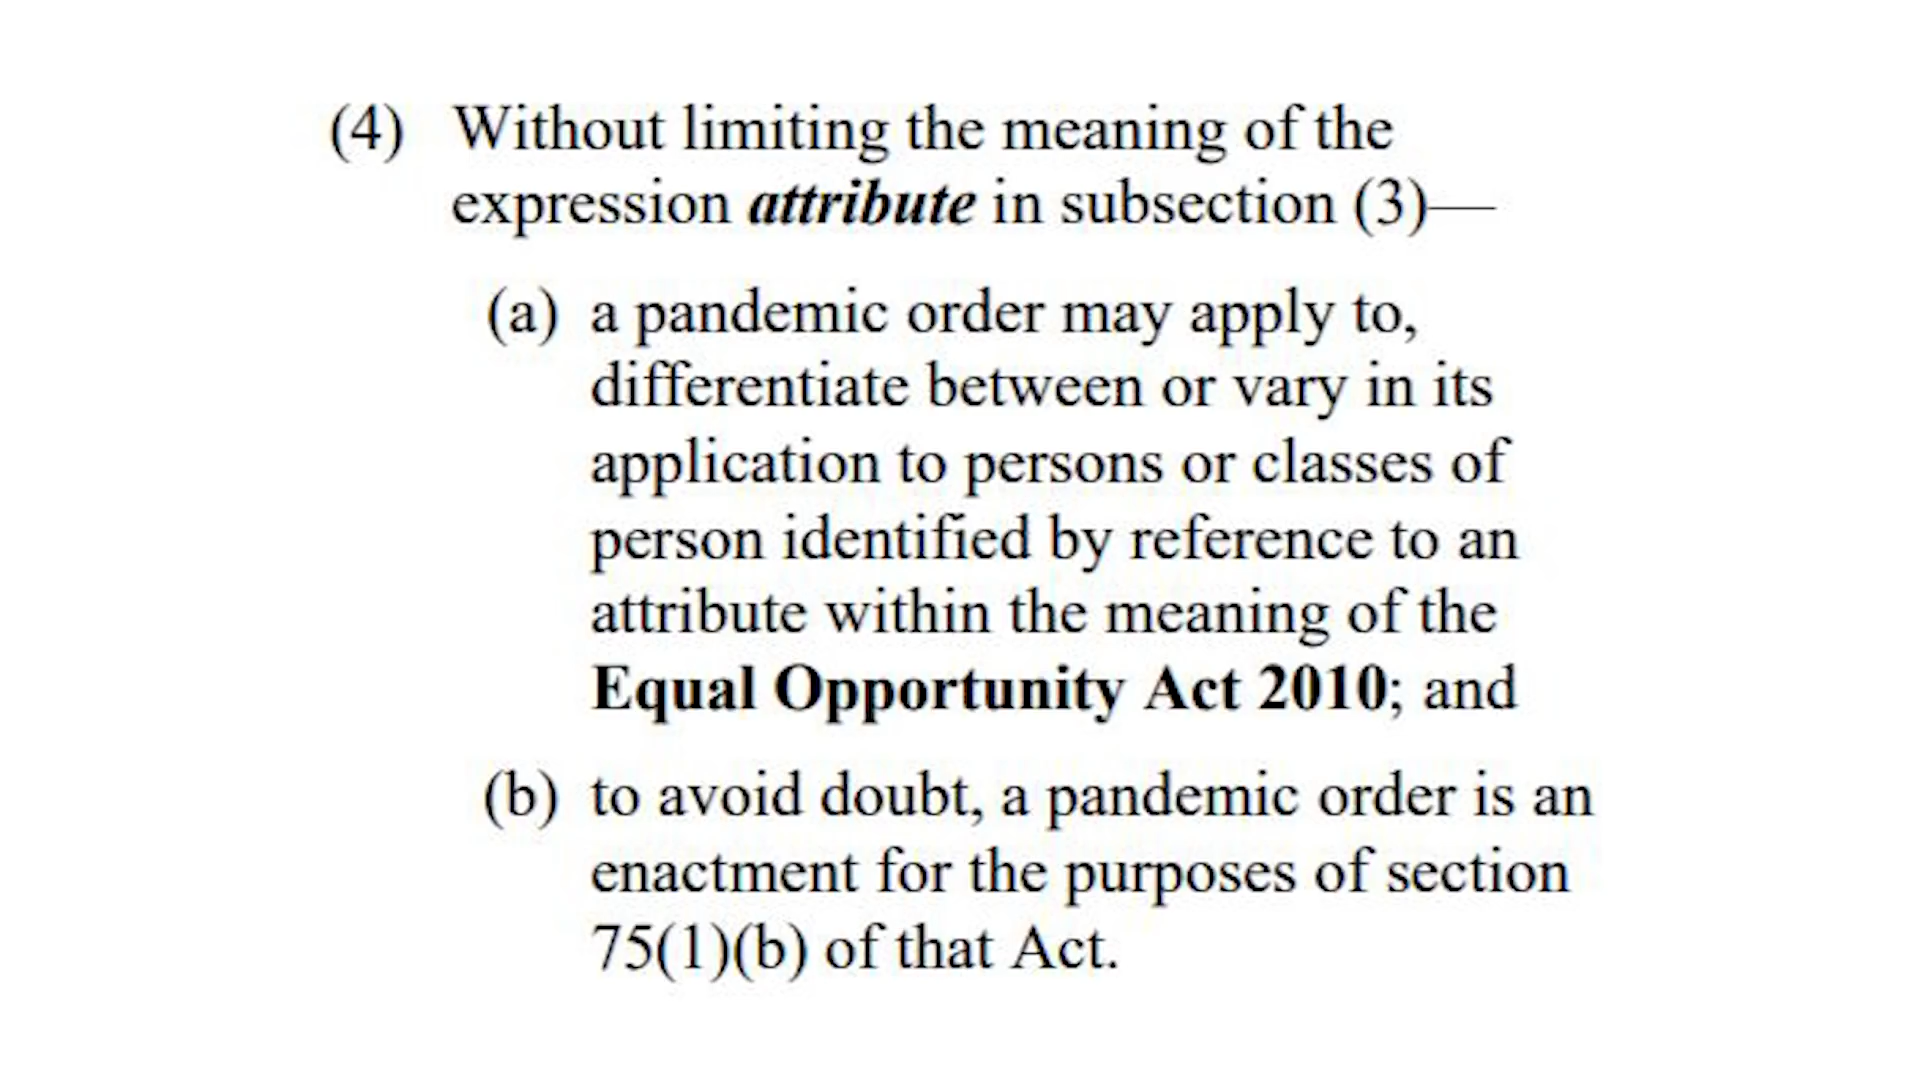 (4) Without limiting the meaning of the
expression attribute in subsection (3)—
(a) a pandemic order may apply to,
differentiate between or vary in its
application to persons or classes of
person identified by reference to an
attribute within the meaning of the
Equal Opportunity Act 2010; and
(b) to avoid doubt, a pandemic order is an
enactment for the purposes of section
75(1)(b) of that Act.